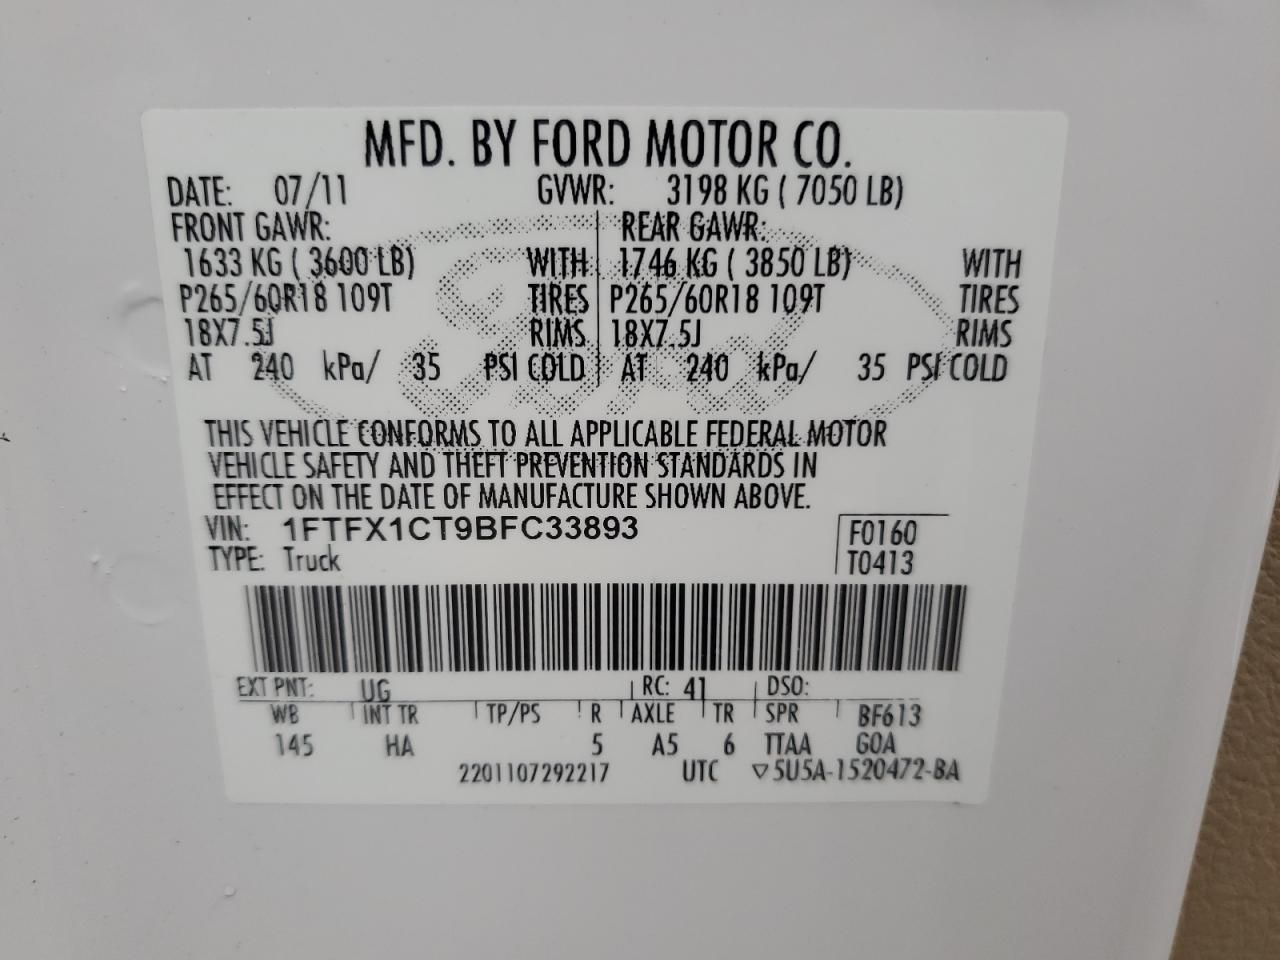 MFD. BY FORD MOTOR CO.
DATE: 07/11 GVWR: 3198 KG ( 7050 LB)
FRONT GAWR: REAR GAWR:
1633 KG ( 3600 LB) WITH 1746 KG ( 3850 LB) WITH
P265/60R18 109T TIRES P265/60R18 109T TIRES
18X7.5J RIMS 18X7.5J RIMS
AT 240 kPa/ 35 PSI COLD AT 240 kPa/ 35 PSI COLD
Ford
THIS VEHICLE CONFORMS TO ALL APPLICABLE FEDERAL MOTOR
VEHICLE SAFETY AND THEFT PREVENTION STANDARDS IN
EFFECT ON THE DATE OF MANUFACTURE SHOWN ABOVE.
VIN: 1FTFX1CT9BFC33893 F0160
TYPE: Truck T0413
EXT PNT: UG RC: 41 DSO:
WB INT TR TP/PS R AXLE TR SPR BF613
145 HA 5 A5 6 TTAA GOA
2201107292217 UTC ▽5U5A-1520472-BA